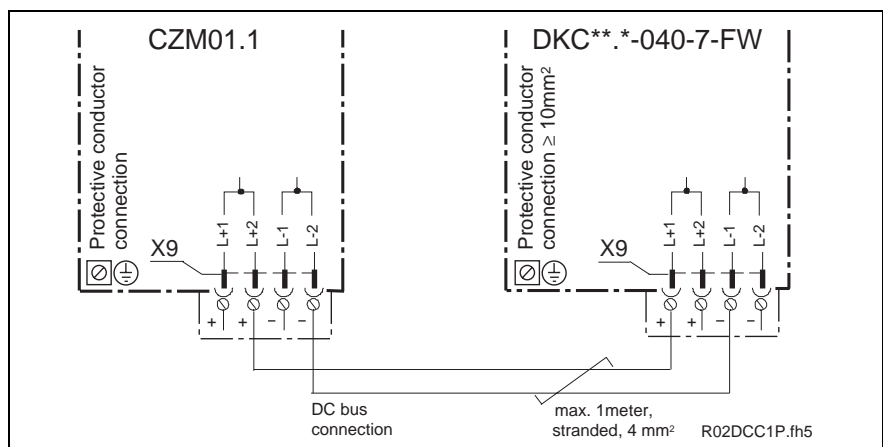 CZM01.1
DKC**.*-040-7-FW
Protective conductor
connection
Protective conductor
connection ≥ 10mm²
L+1
L+2
L-1
L-2
L+1
L+2
L-1
L-2
X9
X9
+ + – –
+ + – –
DC bus
connection
max. 1meter,
stranded, 4 mm²
R02DCC1P.fh5